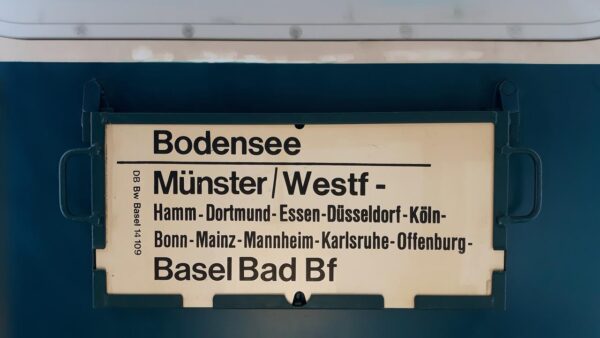 Bodensee
Münster/Westf -
Hamm - Dortmund - Essen - Düsseldorf - Köln -
Bonn - Mainz - Mannheim - Karlsruhe - Offenburg -
Basel Bad Bf
DB Bw Basel 14 109